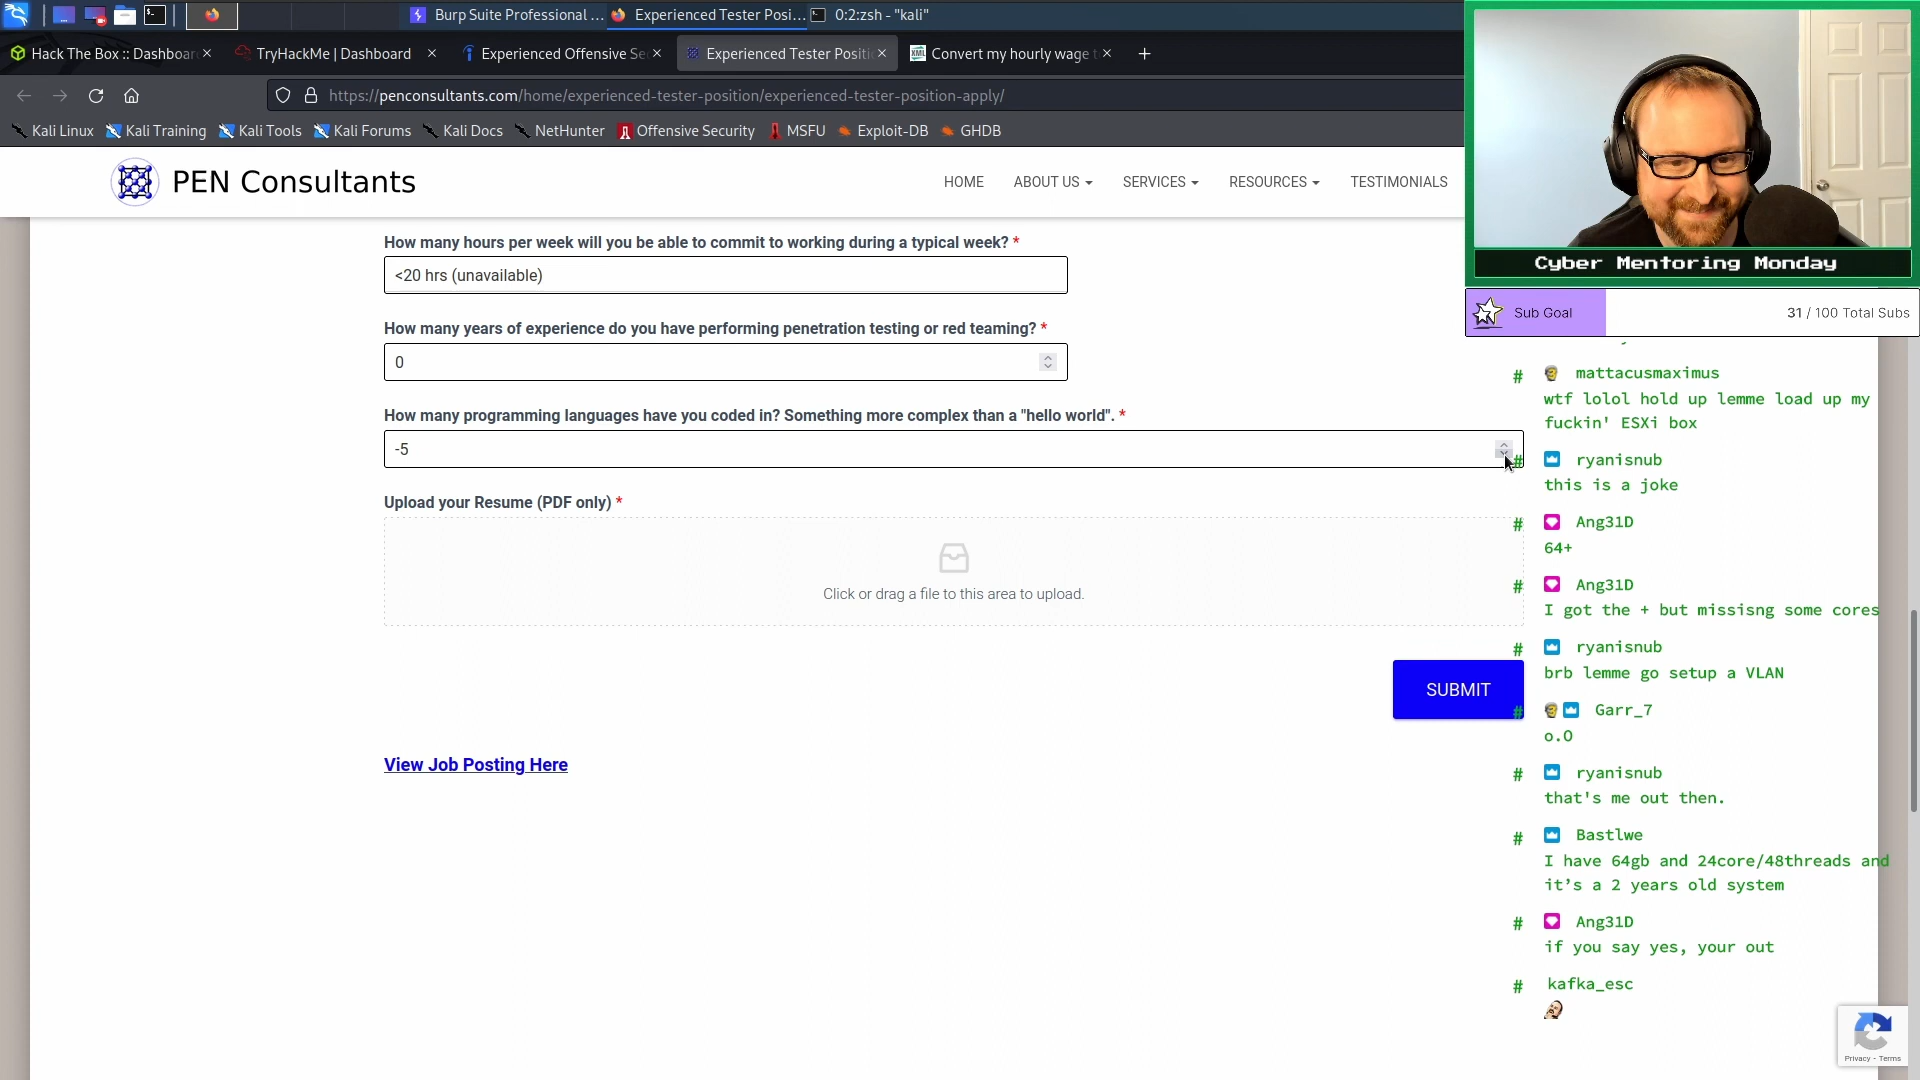 Burp Suite Professional ...
Experienced Tester Posi...
0:2:zsh - "kali"
Hack The Box :: Dashboar
TryHackMe | Dashboard
Experienced Offensive Se
Experienced Tester Positi
Convert my hourly wage t
https://penconsultants.com/home/experienced-tester-position/experienced-tester-position-apply/
Kali Linux
Kali Training
Kali Tools
Kali Forums
Kali Docs
NetHunter
Offensive Security
MSFU
Exploit-DB
GHDB
PEN Consultants
HOME
ABOUT US
SERVICES
RESOURCES
TESTIMONIALS
Cyber Mentoring Monday
Sub Goal
31 / 100 Total Subs
How many hours per week will you be able to commit to working during a typical week? *
<20 hrs (unavailable)
How many years of experience do you have performing penetration testing or red teaming? *
0
How many programming languages have you coded in? Something more complex than a "hello world". *
-5
Upload your Resume (PDF only) *
Click or drag a file to this area to upload.
SUBMIT
View Job Posting Here
# mattacusmaximus
wtf lolol hold up lemme load up my
fuckin' ESXi box
# ryanisnub
this is a joke
# Ang31D
64+
# Ang31D
I got the + but missisng some cores
# ryanisnub
brb lemme go setup a VLAN
# Garr_7
o.O
# ryanisnub
that's me out then.
# Bastlwe
I have 64gb and 24core/48threads and
it's a 2 years old system
# Ang31D
if you say yes, your out
# kafka_esc
Privacy - Terms